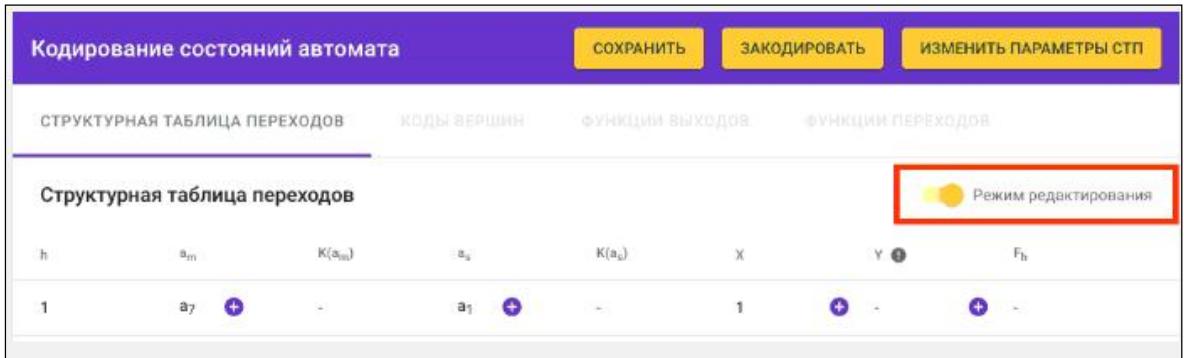 Кодирование состояний автомата СОХРАНИТЬ ЗАКОДИРОВАТЬ ИЗМЕНИТЬ ПАРАМЕТРЫ СТП
СТРУКТУРНАЯ ТАБЛИЦА ПЕРЕХОДОВ КОДЫ ВЕРШИН ФУНКЦИИ ВЫХОДОВ ФУНКЦИИ ПЕРЕХОДОВ
Структурная таблица переходов Режим редактирования
h aₘ K(aₘ) aₛ K(aₛ) X Y Fₕ
1 a₇ - a₁ - 1 - -